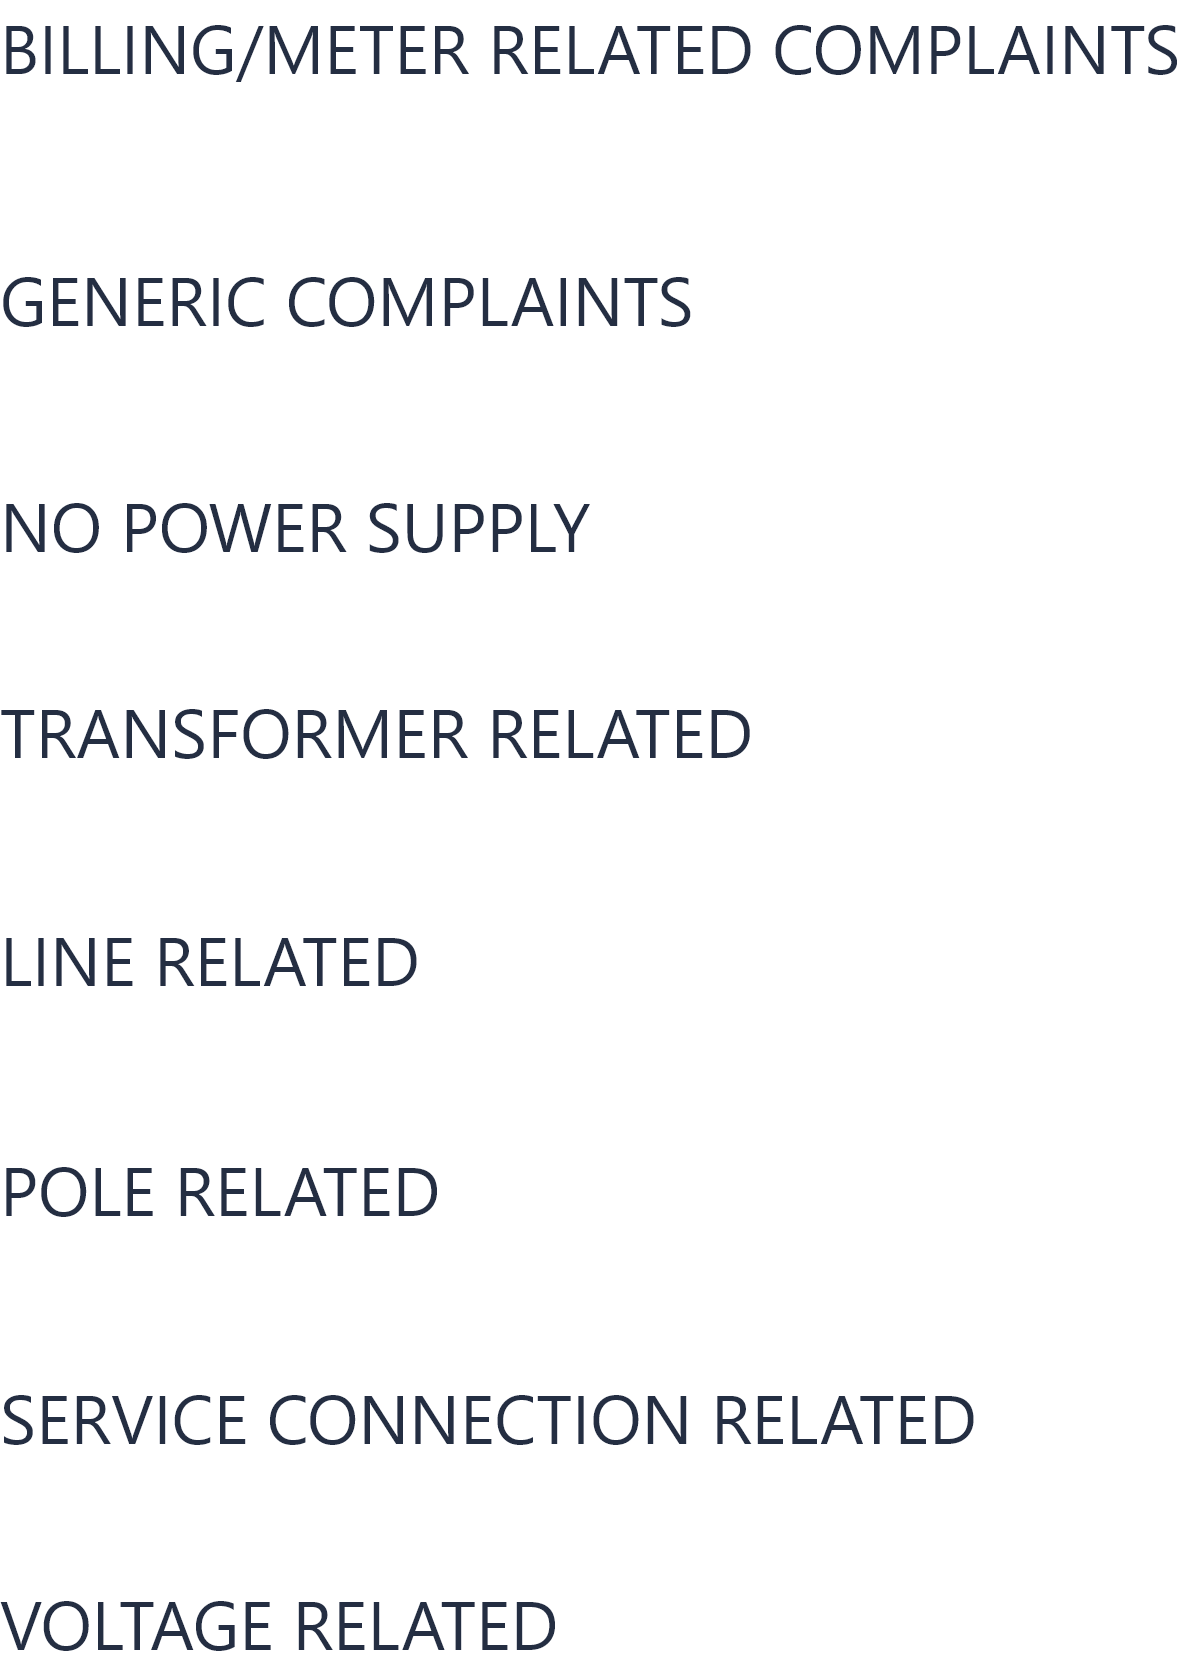 BILLING/METER RELATED COMPLAINTS
GENERIC COMPLAINTS
NO POWER SUPPLY
TRANSFORMER RELATED
LINE RELATED
POLE RELATED
SERVICE CONNECTION RELATED
VOLTAGE RELATED